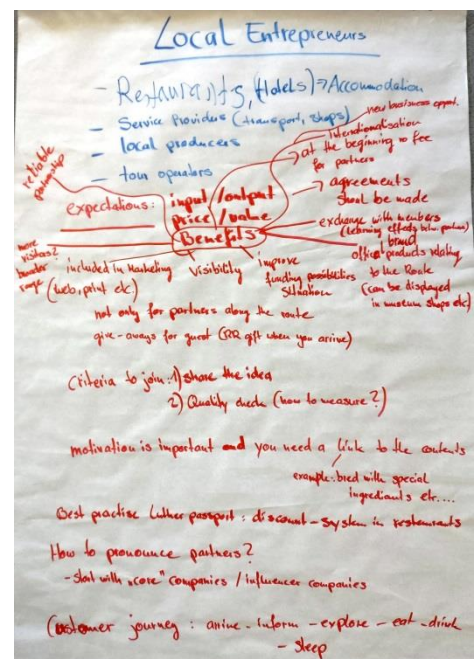 Local Entrepreneurs
- Restaurants, (Hotels) → Accommodation
- Service Providers (transport, shops)
- local producers
- tour operators
new business opport.
internationalisation
at the beginning no fee
for partners
reliable
partnership
expectations: input/output
price/value
Benefits
→ agreements
should be made
exchange with members
(learning effects betw. partners)
brand
offer products relating
to the Route
(can be displayed
in museum shops etc)
more
visitors?
broader
range
included in Marketing
(web, print etc)
Visibility
improve
funding possibilities
situation
not only for partners along the route
give-aways for guest (RR gift when you arrive)
Criteria to join: 1) share the idea
2) Quality check (how to measure?)
motivation is important and you need a link to the contents
example: bred with special
ingrediants etc....
Best practise Luther passport: discount-system in restaurants
How to pronounce partners?
- Start with "core" companies / influencer companies
Customer journey: arrive - inform - explore - eat - drink
- sleep